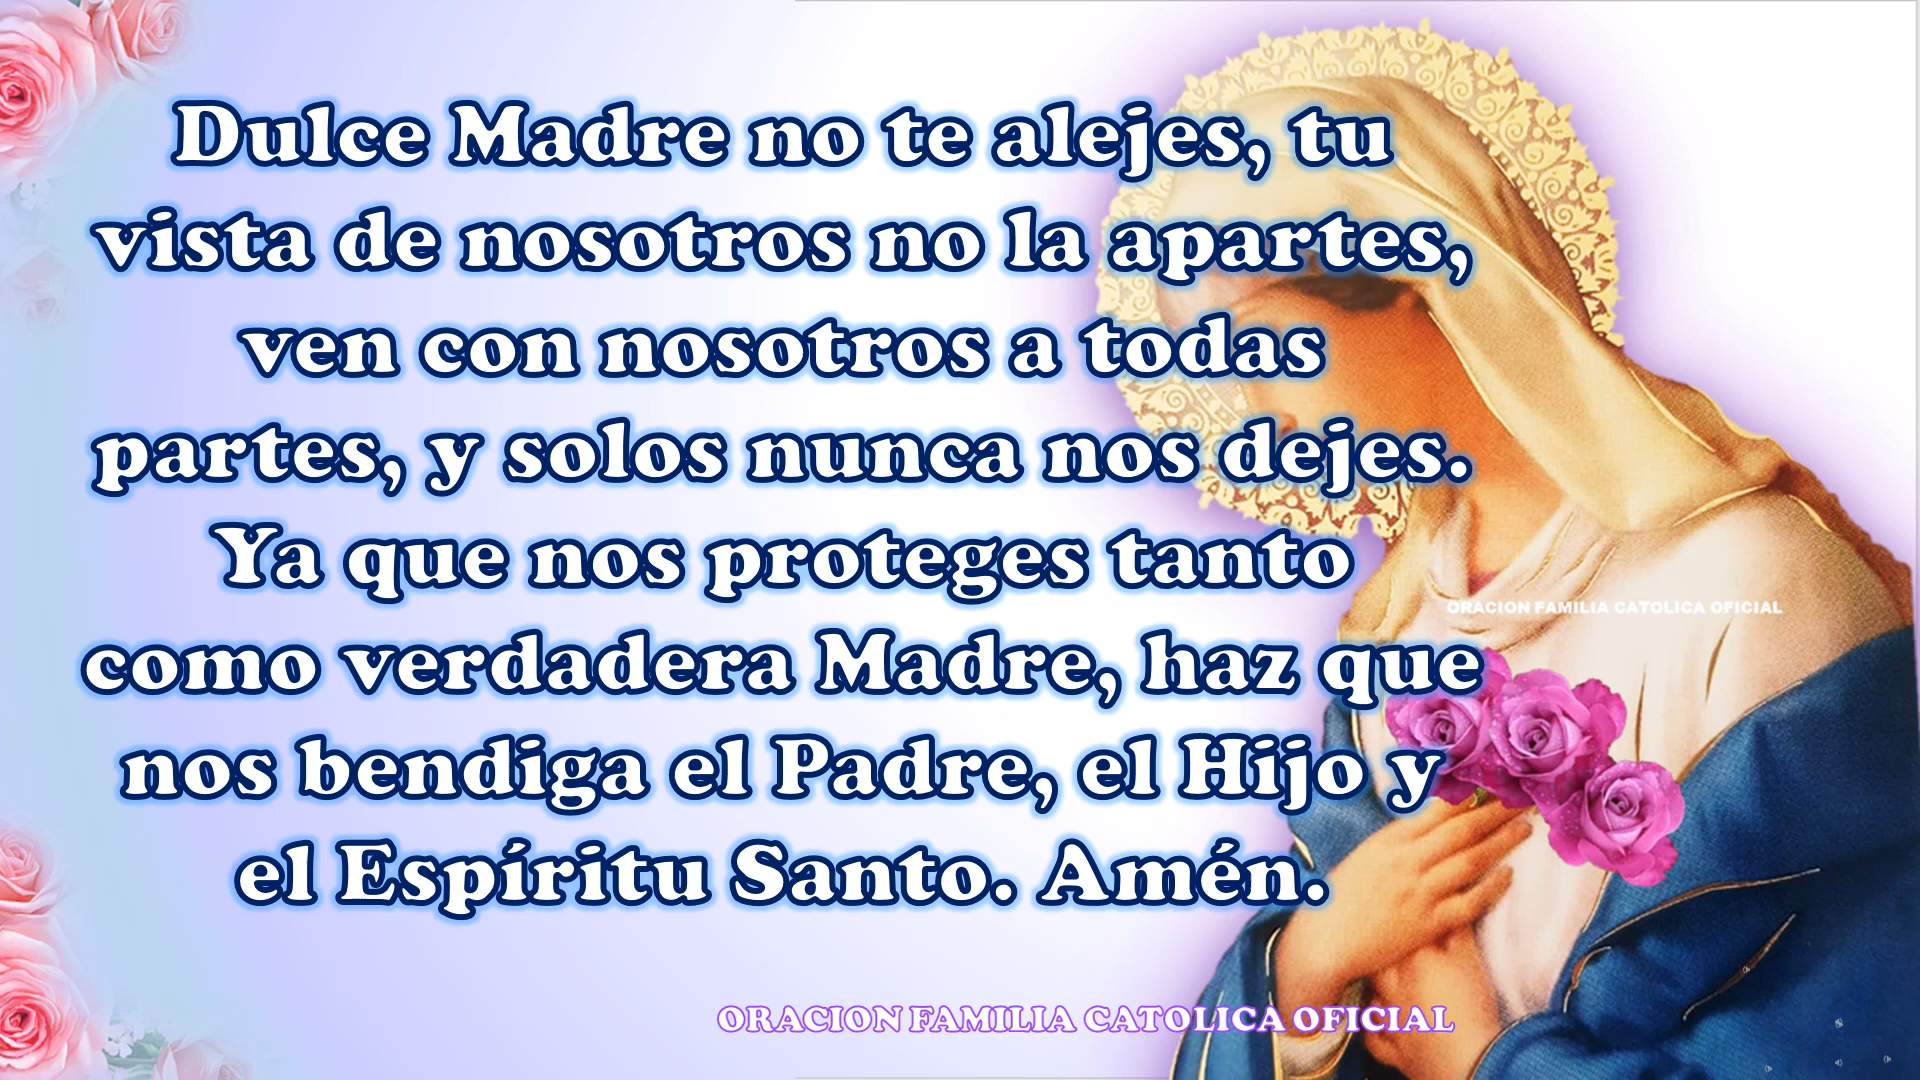 Dulce Madre no te alejes, tu
vista de nosotros no la apartes,
ven con nosotros a todas
partes, y solos nunca nos dejes.
Ya que nos proteges tanto
como verdadera Madre, haz que
nos bendiga el Padre, el Hijo y
el Espíritu Santo. Amén.
ORACION FAMILIA CATOLICA OFICIAL
ORACION FAMILIA CATOLICA OFICIAL